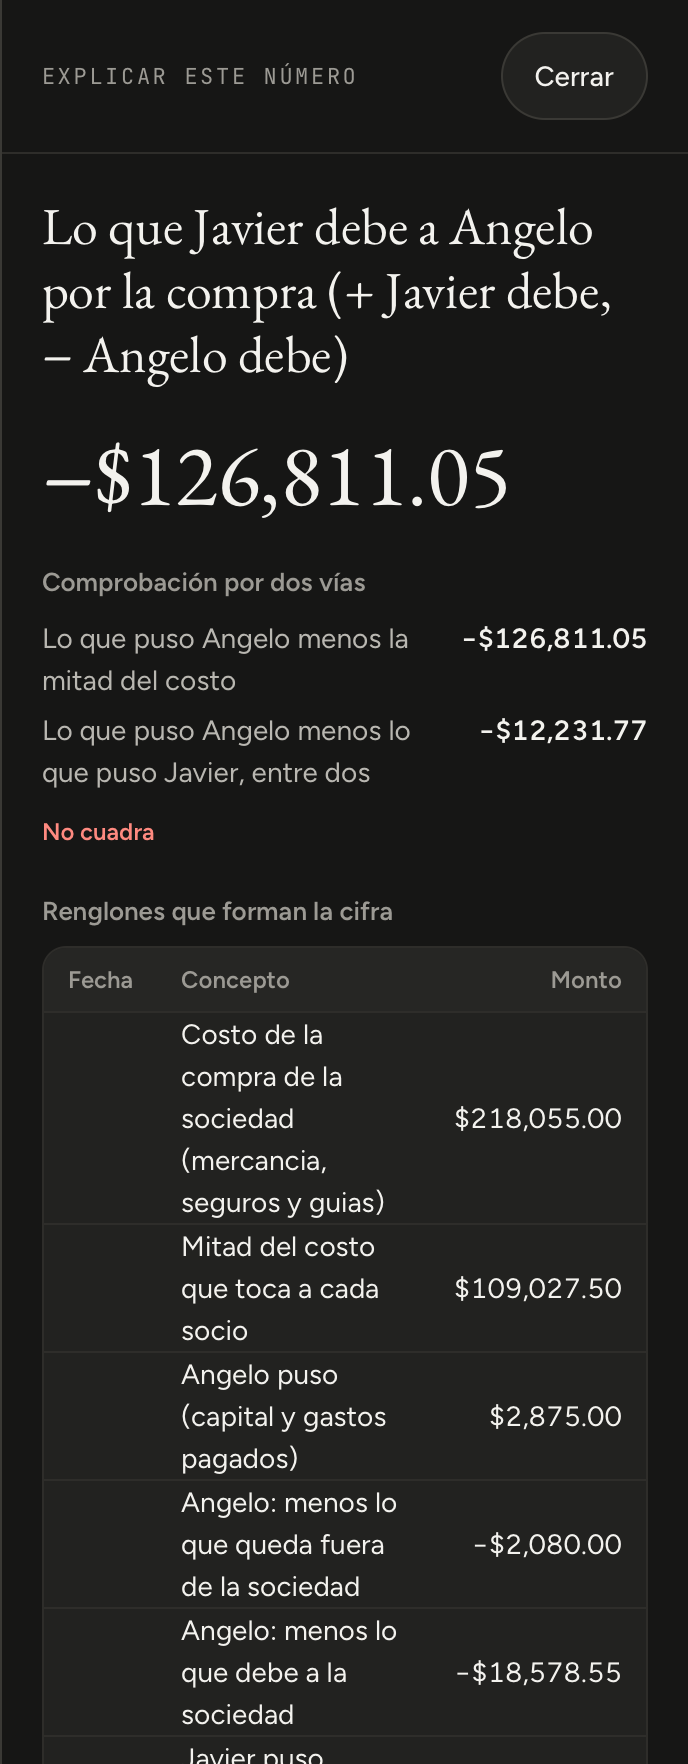 EXPLICAR ESTE NÚMERO
Cerrar
Lo que Javier debe a Angelo
por la compra (+ Javier debe,
− Angelo debe)
−$126,811.05
Comprobación por dos vías
Lo que puso Angelo menos la
mitad del costo
−$126,811.05
Lo que puso Angelo menos lo
que puso Javier, entre dos
−$12,231.77
No cuadra
Renglones que forman la cifra
Fecha Concepto Monto
Costo de la
compra de la
sociedad
(mercancia,
seguros y guias)
$218,055.00
Mitad del costo
que toca a cada
socio
$109,027.50
Angelo puso
(capital y gastos
pagados)
$2,875.00
Angelo: menos lo
que queda fuera
de la sociedad
−$2,080.00
Angelo: menos lo
que debe a la
sociedad
−$18,578.55
Javier puso